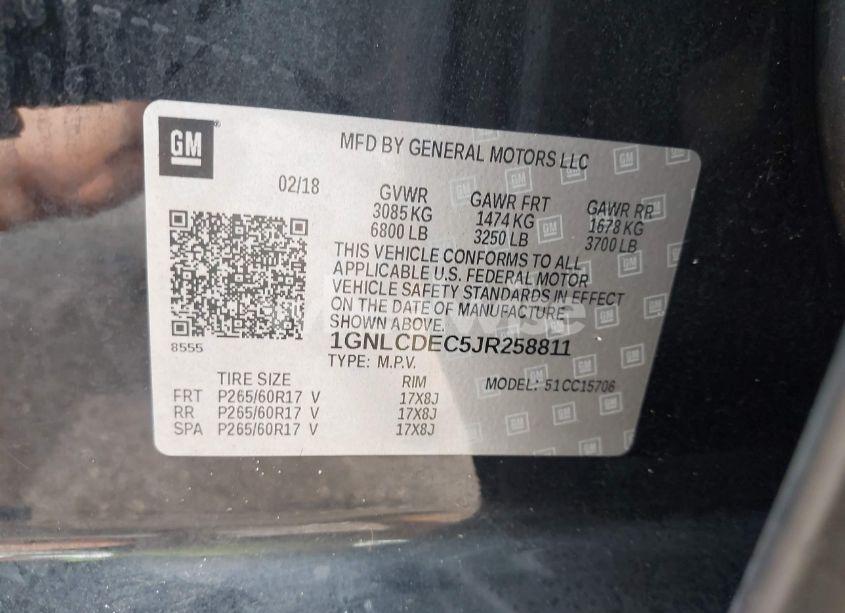 GM
MFD BY GENERAL MOTORS LLC
02/18
GVWR GAWR FRT GAWR RR
3085 KG 1474 KG 1678 KG
6800 LB 3250 LB 3700 LB
THIS VEHICLE CONFORMS TO ALL
APPLICABLE U.S. FEDERAL MOTOR
VEHICLE SAFETY STANDARDS IN EFFECT
ON THE DATE OF MANUFACTURE
SHOWN ABOVE.
8555
1GNLCDEC5JR258811
TYPE: M.P.V.
MODEL: 51CC15706
TIRE SIZE RIM
FRT P265/60R17 V 17X8J
RR P265/60R17 V 17X8J
SPA P265/60R17 V 17X8J